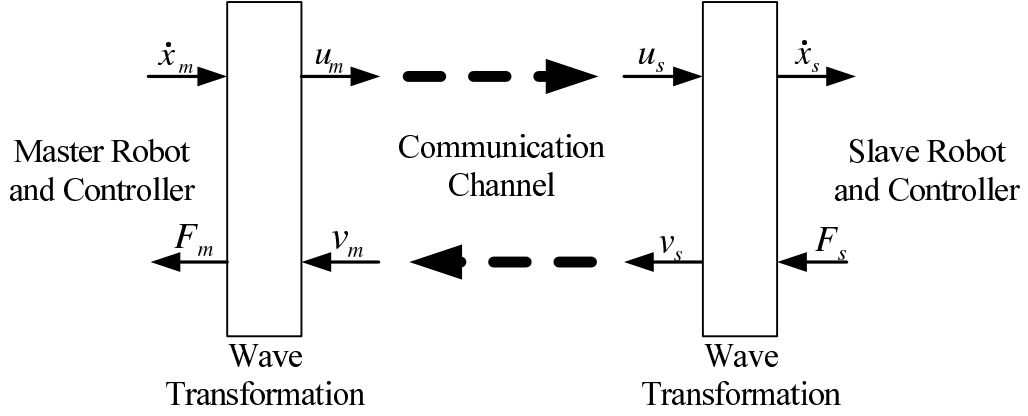 ẋm um us ẋs
Master Robot
and Controller
Communication
Channel
Slave Robot
and Controller
Fm vm vs Fs
Wave
Transformation
Wave
Transformation